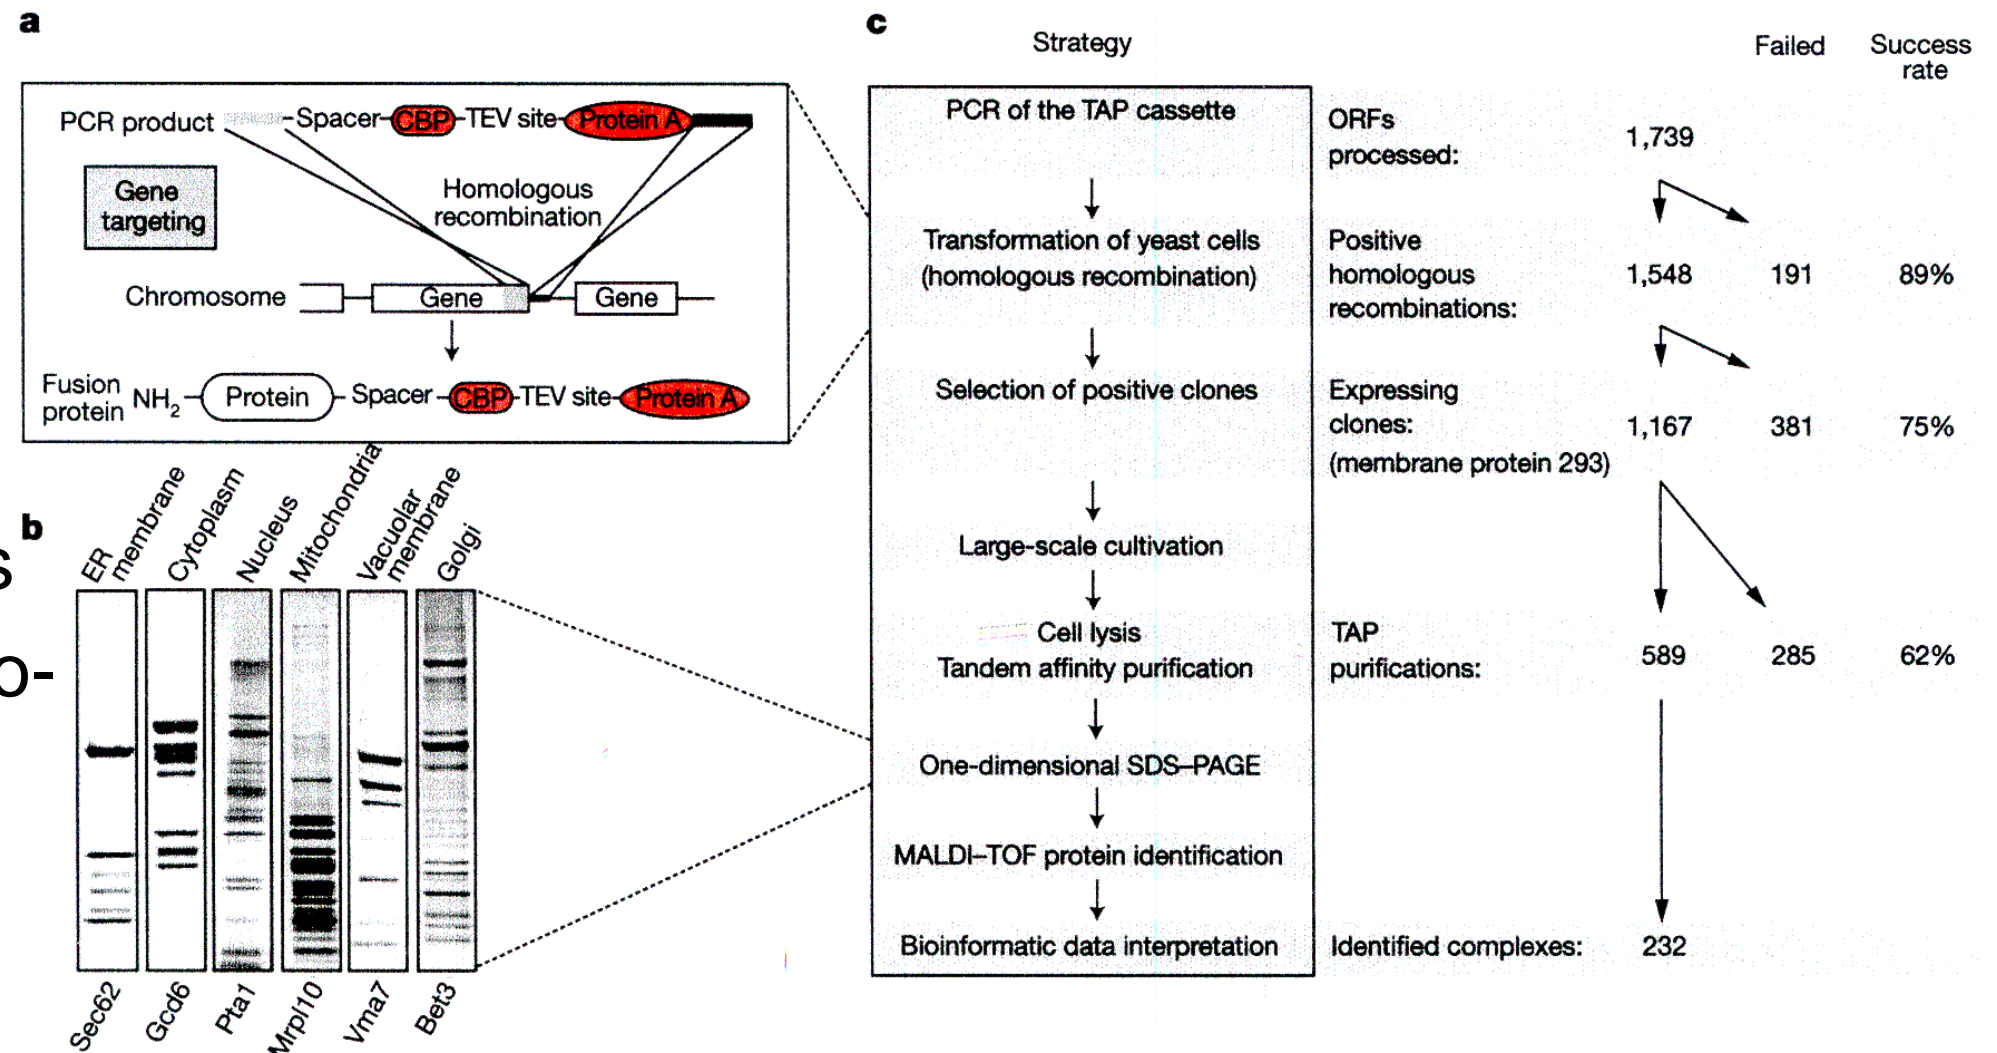 a
PCR product
Spacer
CBP
TEV site
Protein A
Gene
targeting
Homologous
recombination
Chromosome
Gene
Gene
Fusion
protein
NH2
Protein
Spacer
CBP
TEV site
Protein A
b
s
o-
ER
membrane
Cytoplasm
Nucleus
Mitochondria
Vacuolar
membrane
Golgi
Sec62
Gcd6
Pta1
Mrpl10
Vma7
Bet3
c
Strategy
Failed
Success
rate
PCR of the TAP cassette
ORFs
processed:
1,739
Transformation of yeast cells
(homologous recombination)
Positive
homologous
recombinations:
1,548
191
89%
Selection of positive clones
Expressing
clones:
(membrane protein 293)
1,167
381
75%
Large-scale cultivation
Cell lysis
Tandem affinity purification
TAP
purifications:
589
285
62%
One-dimensional SDS–PAGE
MALDI–TOF protein identification
Bioinformatic data interpretation
Identified complexes:
232